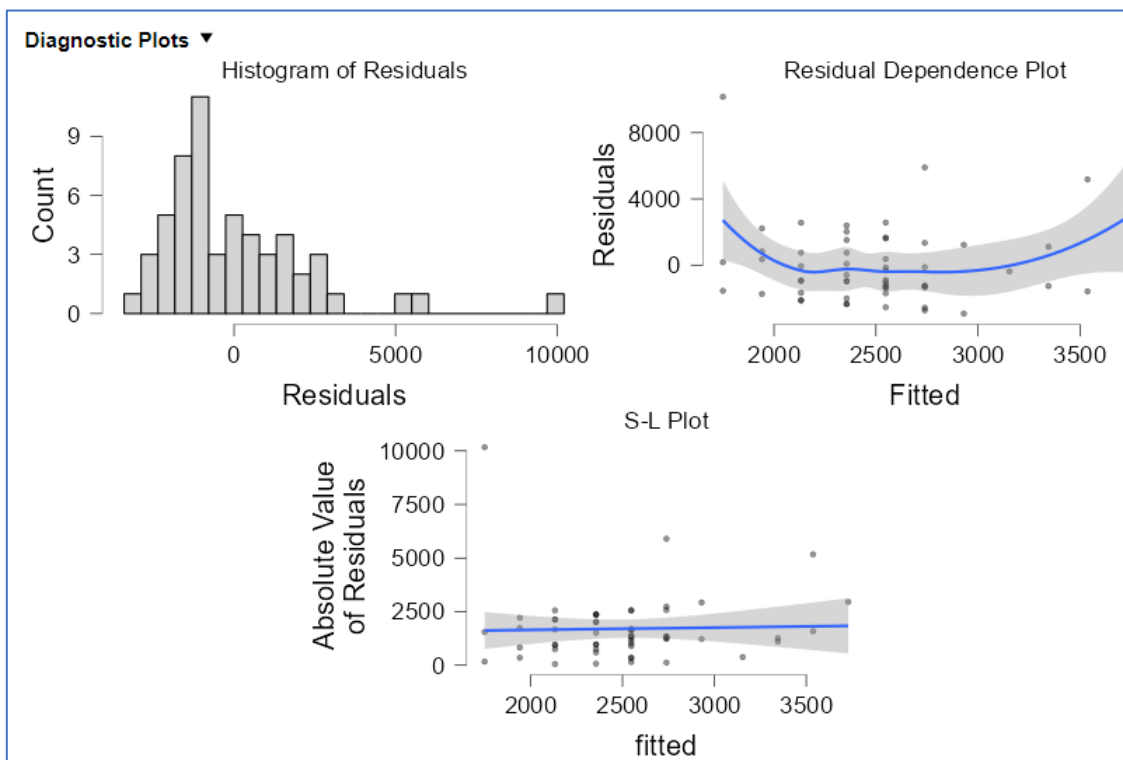 Diagnostic Plots ▼
Histogram of Residuals
Count
9
6
3
0
0 5000 10000
Residuals
Residual Dependence Plot
Residuals
8000
4000
0
2000 2500 3000 3500
Fitted
S-L Plot
Absolute Value
of Residuals
10000
7500
5000
2500
0
2000 2500 3000 3500
fitted